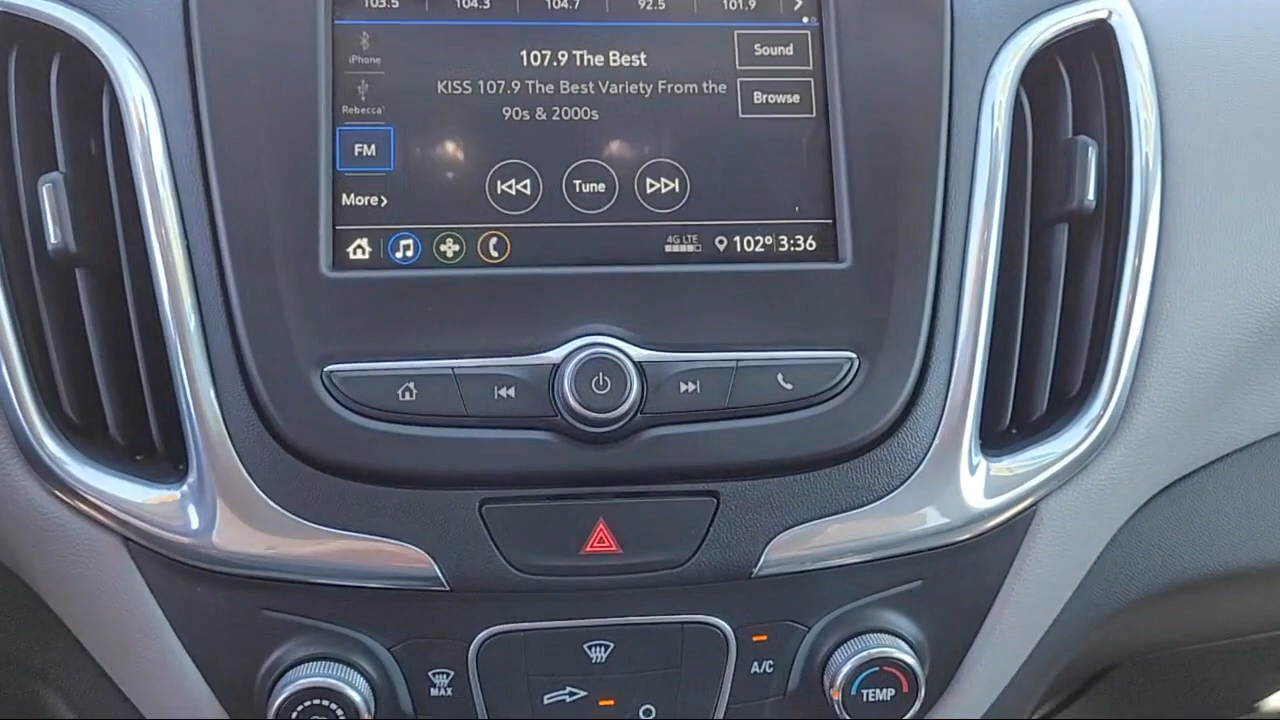 103.5 104.3 104.7 92.5 101.9
iPhone
107.9 The Best
Sound
KISS 107.9 The Best Variety From the
90s & 2000s
Browse
Rebecca'
FM
Tune
More
4G LTE
102° 3:36
MAX
A/C
TEMP